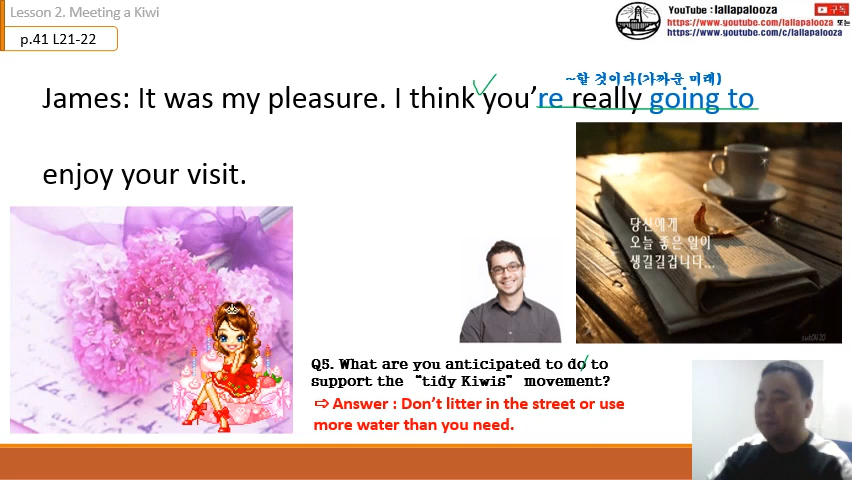 Lesson 2. Meeting a Kiwi
p.41 L21-22
YouTube : lallapalooza
구독
https://www.youtube.com/lallapalooza 또는
https://www.youtube.com/c/lallapalooza
~할 것이다(가까운 미래)
James: It was my pleasure. I think you’re really going to
enjoy your visit.
당신에게
오늘 좋은 일이
생길길겁니다...
Q5. What are you anticipated to do to
support the “tidy Kiwis” movement?
⇨ Answer : Don’t litter in the street or use
more water than you need.